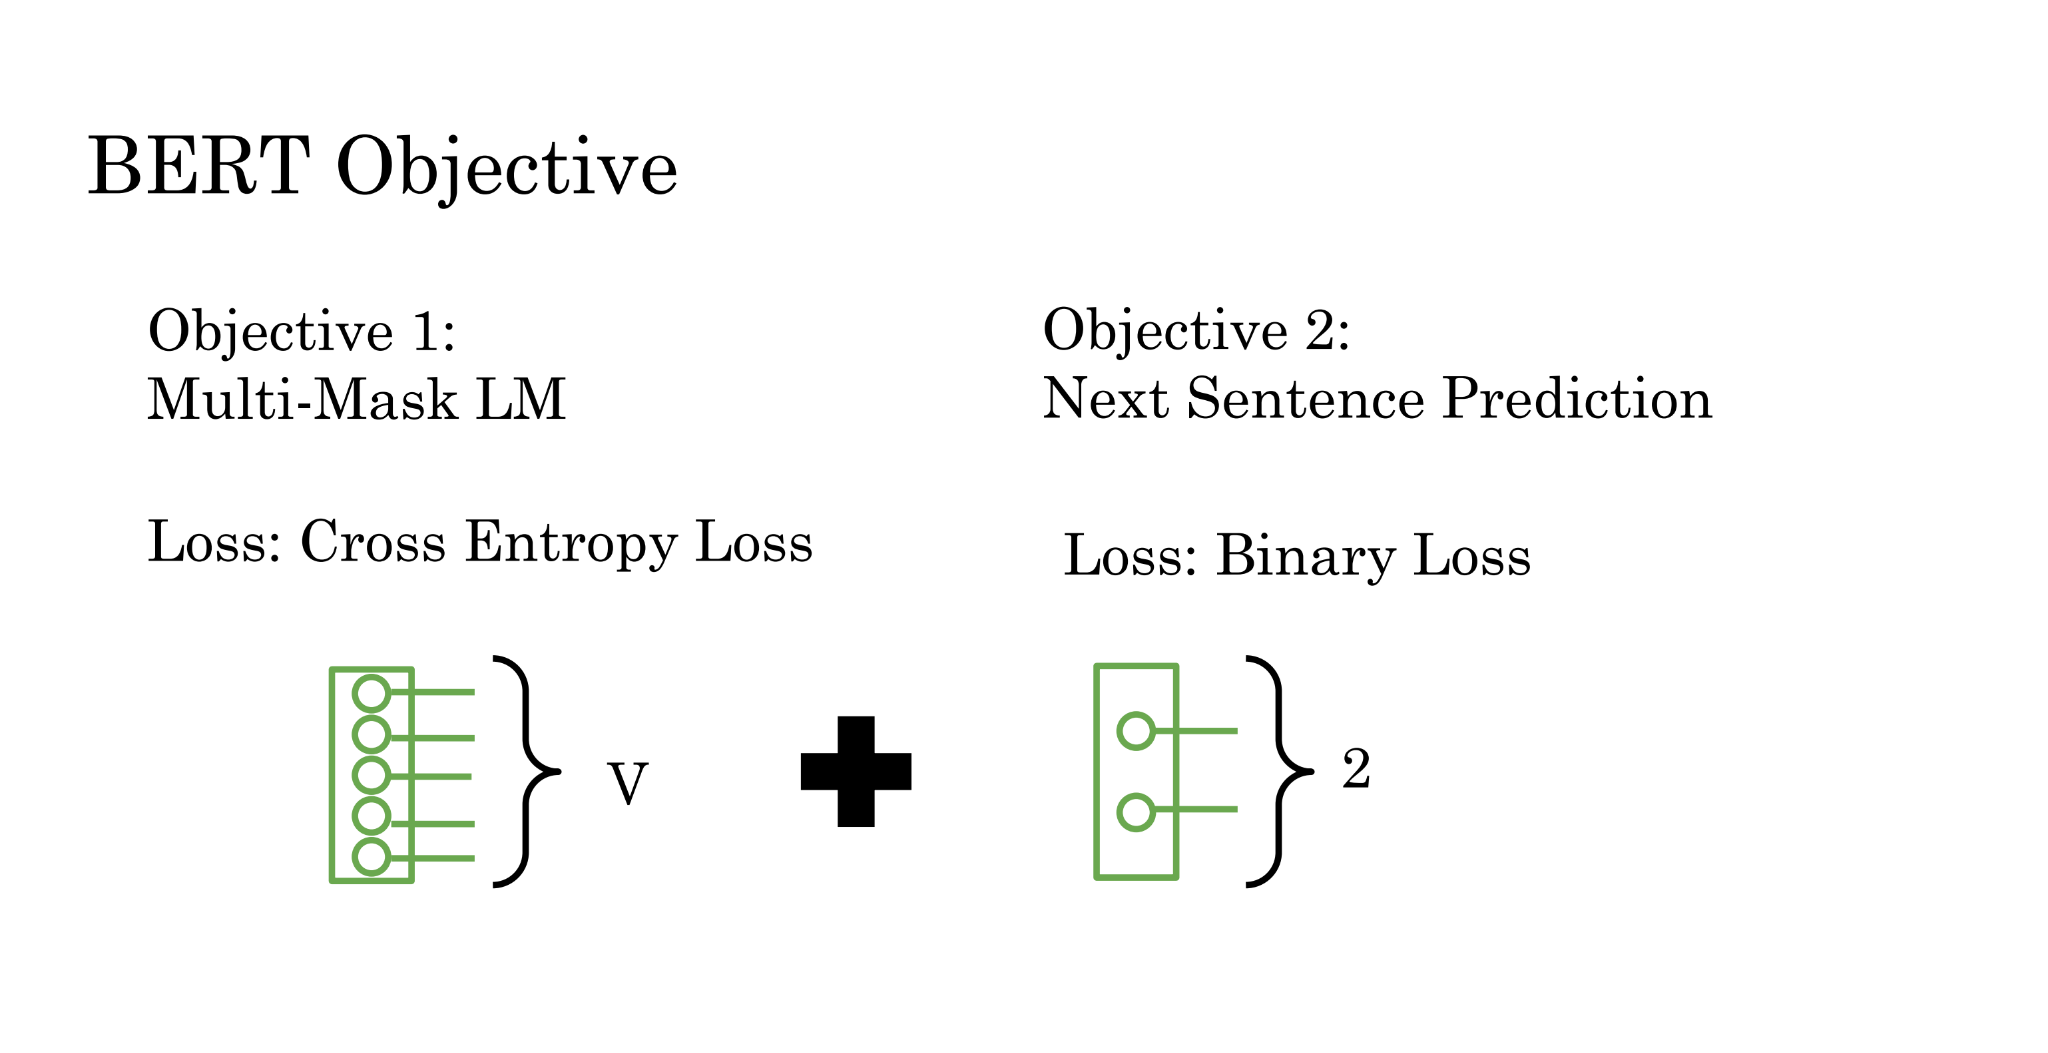 BERT Objective
Objective 1:
Multi-Mask LM
Loss: Cross Entropy Loss
V
Objective 2:
Next Sentence Prediction
Loss: Binary Loss
2